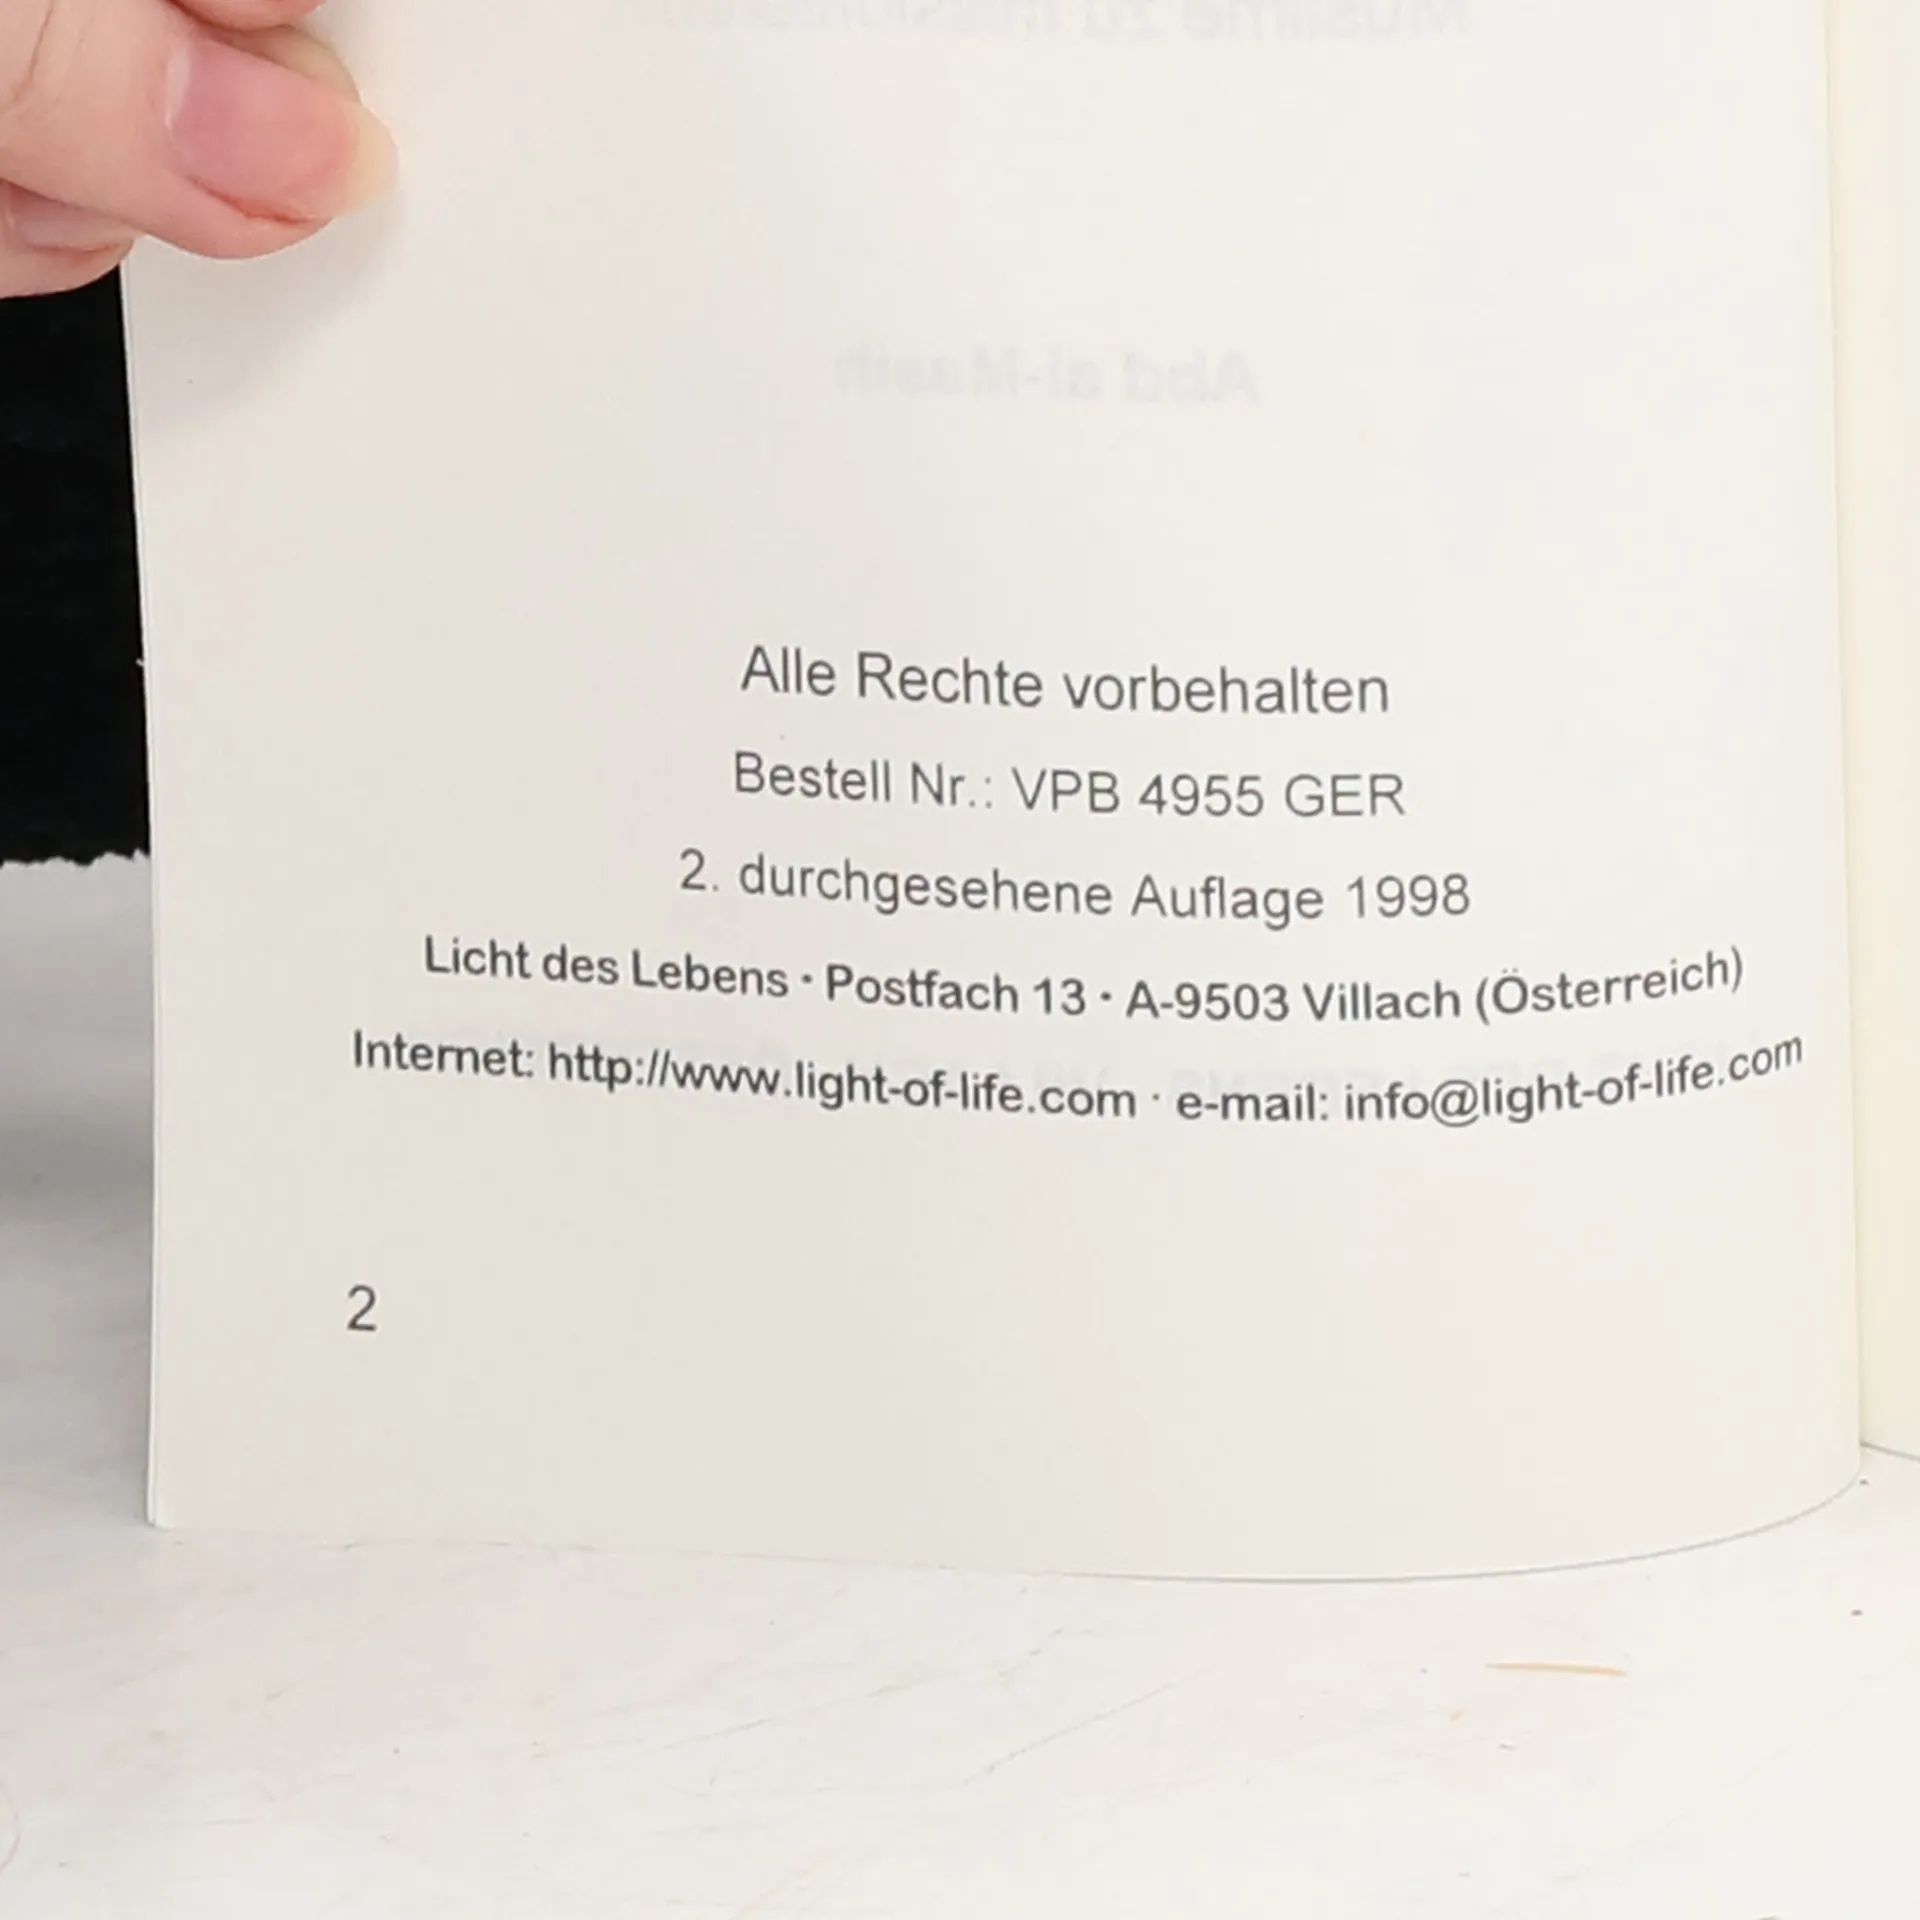 Alle Rechte vorbehalten
Bestell Nr.: VPB 4955 GER
2. durchgesehene Auflage 1998
Licht des Lebens · Postfach 13 · A-9503 Villach (Österreich)
Internet: http://www.light-of-life.com · e-mail: info@light-of-life.com
2